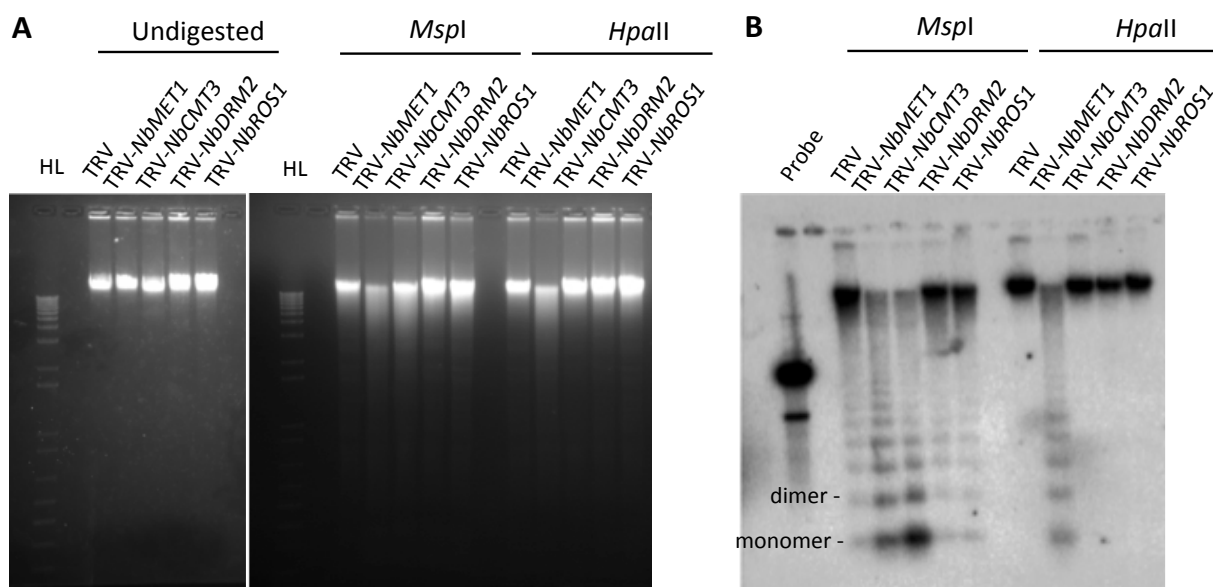 A
Undigested
MspI
HpaII
HL
TRV
TRV-NbMET1
TRV-NbCMT3
TRV-NbDRM2
TRV-NbROS1
HL
TRV
TRV-NbMET1
TRV-NbCMT3
TRV-NbDRM2
TRV-NbROS1
TRV
TRV-NbMET1
TRV-NbCMT3
TRV-NbDRM2
TRV-NbROS1
B
MspI
HpaII
Probe
TRV
TRV-NbMET1
TRV-NbCMT3
TRV-NbDRM2
TRV-NbROS1
TRV
TRV-NbMET1
TRV-NbCMT3
TRV-NbDRM2
TRV-NbROS1
dimer -
monomer -